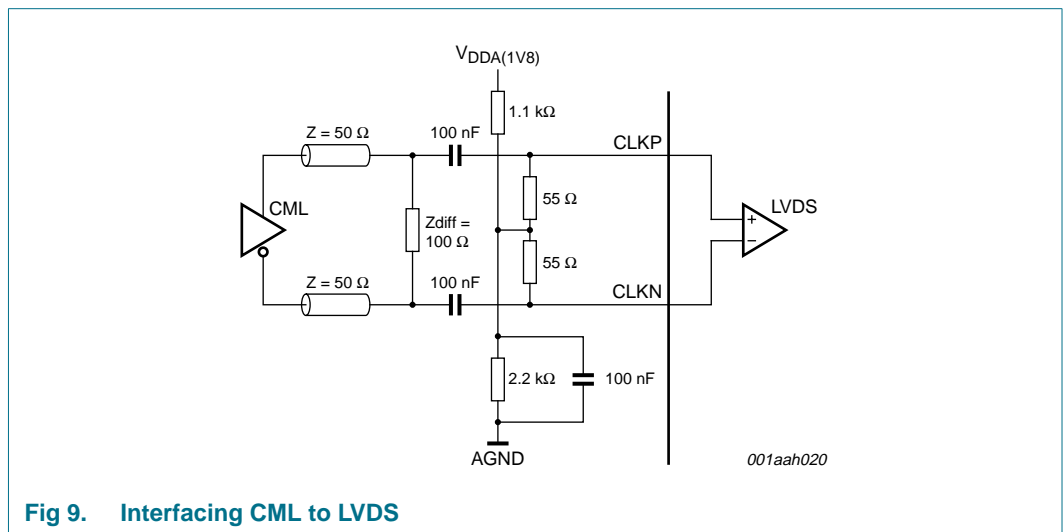 VDDA(1V8)
1.1 kΩ
Z = 50 Ω
100 nF
CLKP
55 Ω
CML
LVDS
+
−
Zdiff =
100 Ω
55 Ω
Z = 50 Ω
100 nF
CLKN
2.2 kΩ
100 nF
AGND
001aah020
Fig 9. Interfacing CML to LVDS